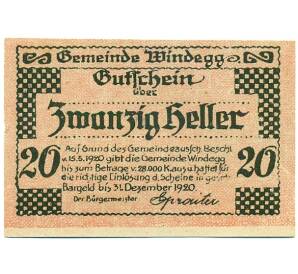 Gemeinde Windegg
Gutschein
über
Zwanzig Heller
20 20
Auf Grund des Gemeindeaussch. Beschl.
v. 15.5.1920 gibt die Gemeinde Windegg
bis zum Betrage v. 28.000 K aus u. haftet für
die richtige Einlösung d. Scheine in gesetzl.
Bargeld bis 31. Dezember 1920.
Der Bürgermeister